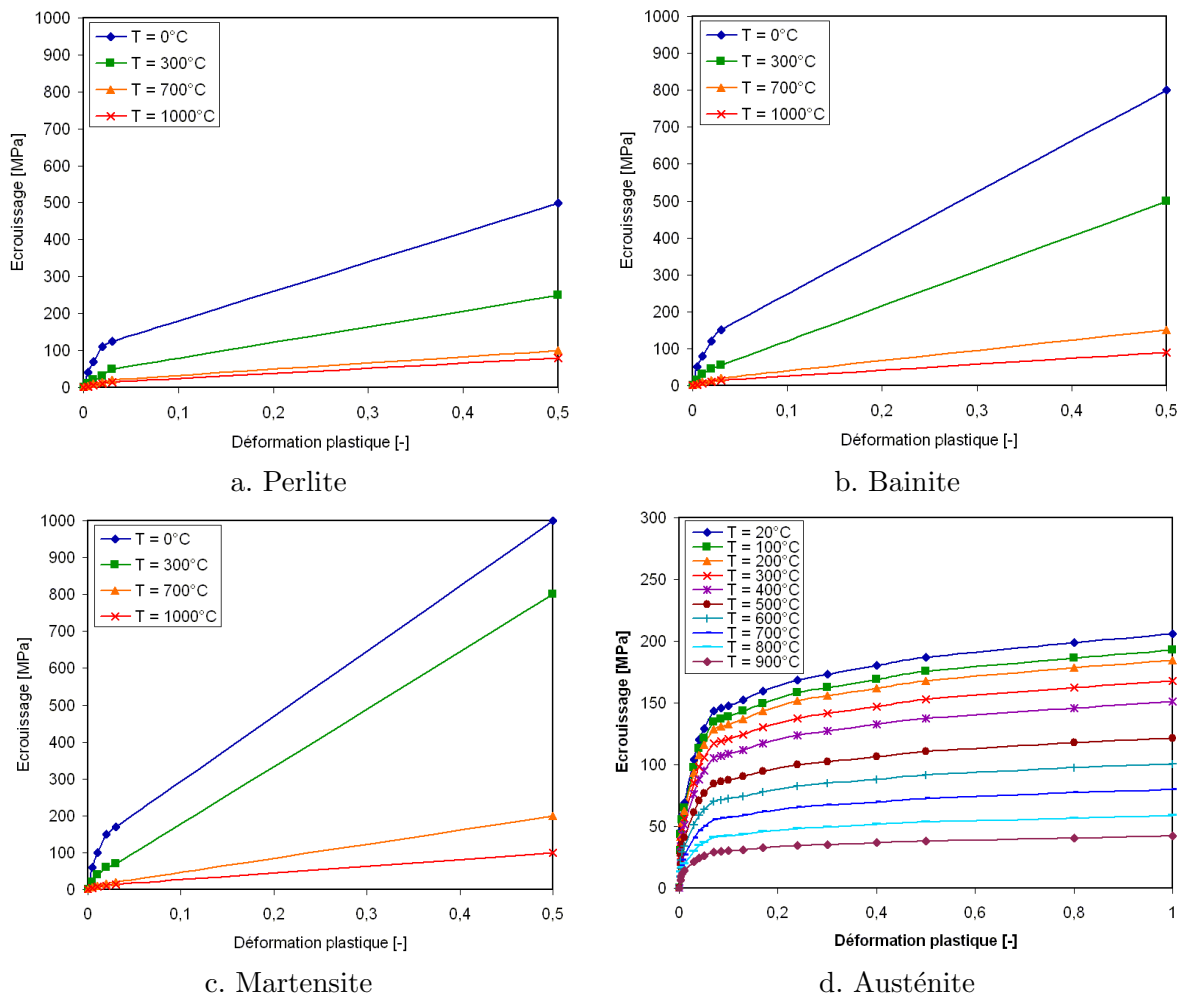 1000
900
800
700
600
500
400
300
200
100
0
Ecrouissage [MPa]
T = 0°C
T = 300°C
T = 700°C
T = 1000°C
0
0,1
0,2
0,3
0,4
0,5
Déformation plastique [-]
a. Perlite
1000
900
800
700
600
500
400
300
200
100
0
Ecrouissage [MPa]
T = 0°C
T = 300°C
T = 700°C
T = 1000°C
0
0,1
0,2
0,3
0,4
0,5
Déformation plastique [-]
b. Bainite
1000
900
800
700
600
500
400
300
200
100
0
Ecrouissage [MPa]
T = 0°C
T = 300°C
T = 700°C
T = 1000°C
0
0,1
0,2
0,3
0,4
0,5
Déformation plastique [-]
c. Martensite
300
250
200
150
100
50
0
Ecrouissage [MPa]
T = 20°C
T = 100°C
T = 200°C
T = 300°C
T = 400°C
T = 500°C
T = 600°C
T = 700°C
T = 800°C
T = 900°C
0
0,2
0,4
0,6
0,8
1
Déformation plastique [-]
d. Austénite